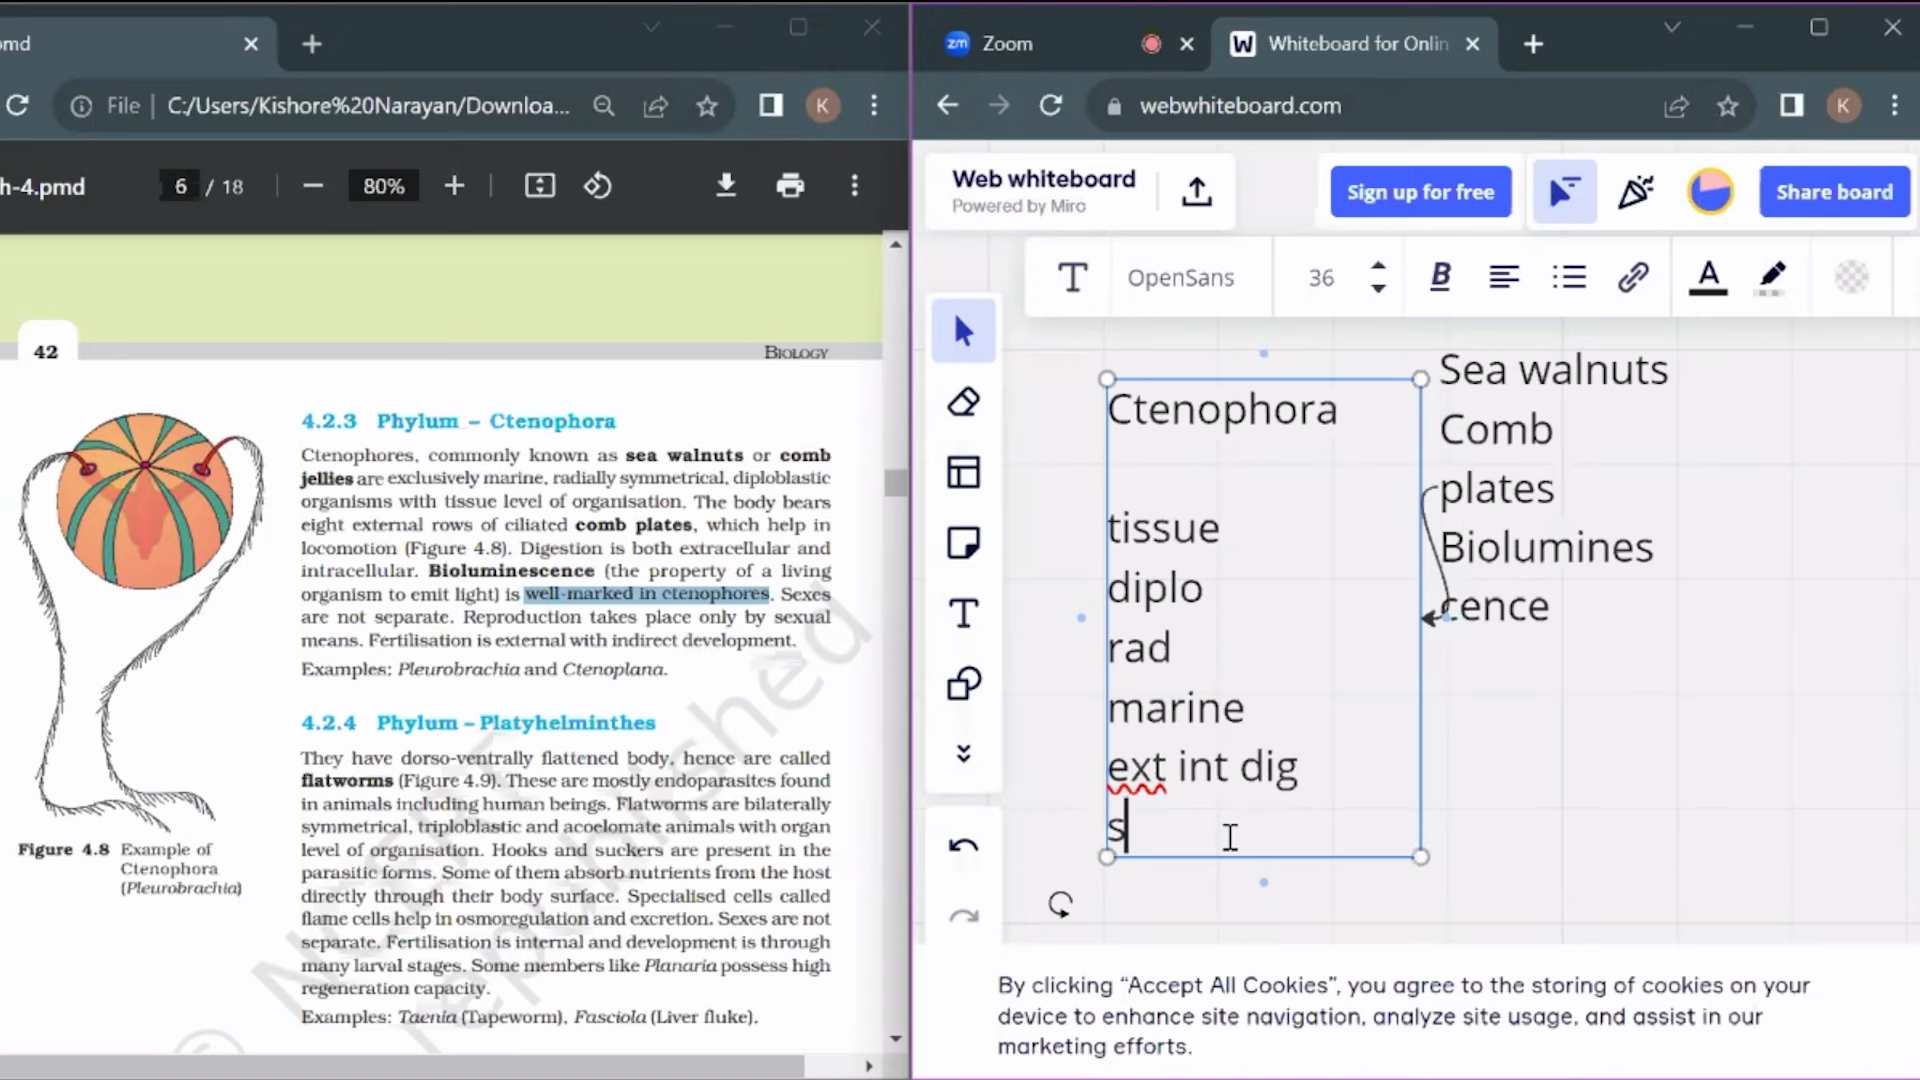 omd
Zoom
Whiteboard for Onlin
File
C:/Users/Kishore%20Narayan/Downloa...
K
webwhiteboard.com
K
h-4.pmd
6 / 18
80%
Web whiteboard
Powered by Miro
Sign up for free
Share board
OpenSans
36
42
BIOLOGY
4.2.3 Phylum – Ctenophora
Ctenophores, commonly known as sea walnuts or comb
jellies are exclusively marine, radially symmetrical, diploblastic
organisms with tissue level of organisation. The body bears
eight external rows of ciliated comb plates, which help in
locomotion (Figure 4.8). Digestion is both extracellular and
intracellular. Bioluminescence (the property of a living
organism to emit light) is well-marked in ctenophores. Sexes
are not separate. Reproduction takes place only by sexual
means. Fertilisation is external with indirect development.
Examples: Pleurobrachia and Ctenoplana.
4.2.4 Phylum – Platyhelminthes
They have dorso-ventrally flattened body, hence are called
flatworms (Figure 4.9). These are mostly endoparasites found
in animals including human beings. Flatworms are bilaterally
symmetrical, triploblastic and acoelomate animals with organ
level of organisation. Hooks and suckers are present in the
parasitic forms. Some of them absorb nutrients from the host
directly through their body surface. Specialised cells called
flame cells help in osmoregulation and excretion. Sexes are not
separate. Fertilisation is internal and development is through
many larval stages. Some members like Planaria possess high
regeneration capacity.
Examples: Taenia (Tapeworm), Fasciola (Liver fluke).
Figure 4.8 Example of
Ctenophora
(Pleurobrachia)
Ctenophora
tissue
diplo
rad
marine
ext int dig
s
Sea walnuts
Comb
plates
Biolumines
cence
By clicking “Accept All Cookies”, you agree to the storing of cookies on your
device to enhance site navigation, analyze site usage, and assist in our
marketing efforts.